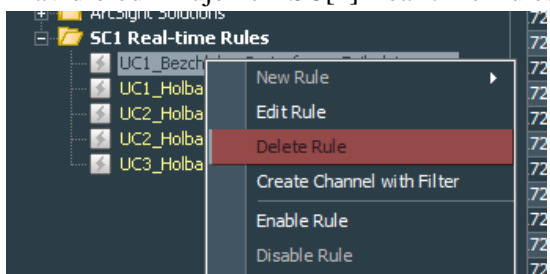 ArcSight Solutions
SC1 Real-time Rules
UC1_Bezch
UC1_Holba
UC2_Holba
UC2_Holba
UC3_Holba
New Rule
Edit Rule
Delete Rule
Create Channel with Filter
Enable Rule
Disable Rule
72
72
72
72
72
72
72
72
72
72
72